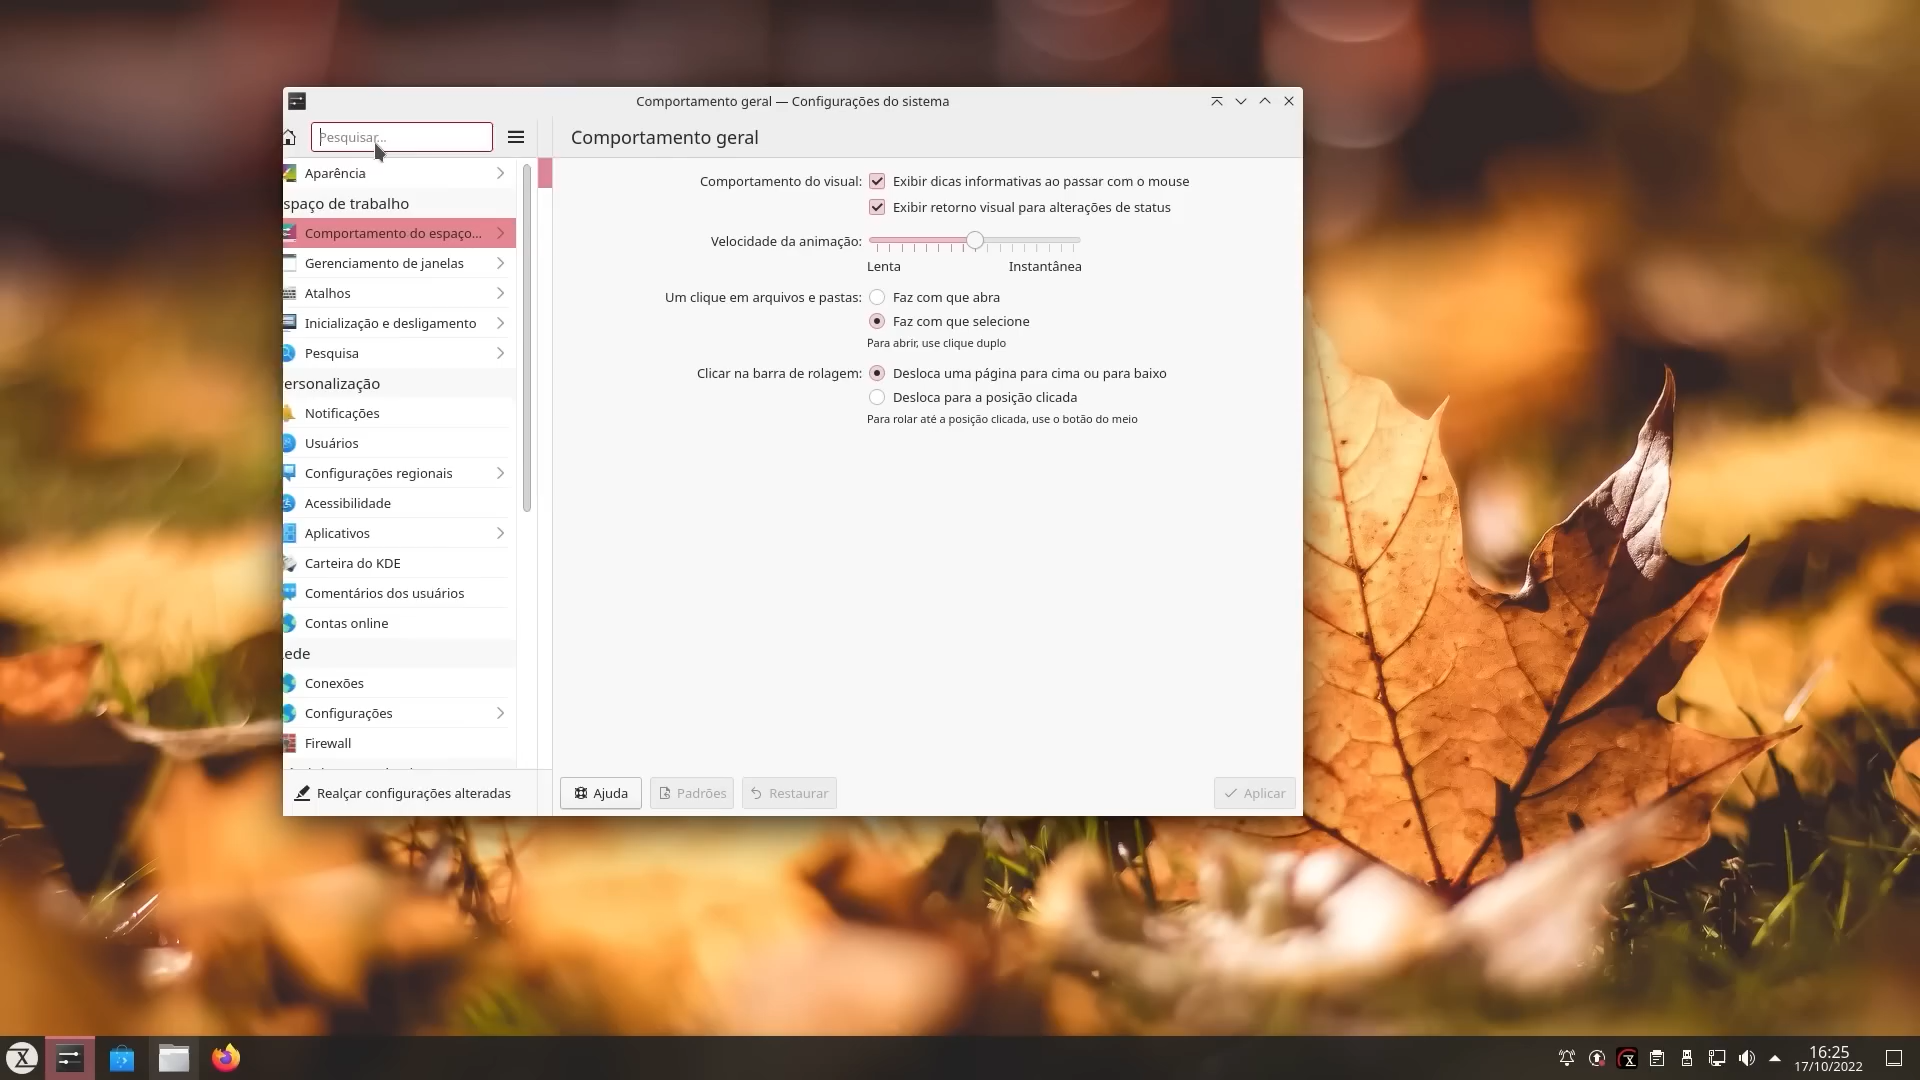 Comportamento geral — Configurações do sistema
Pesquisar...
Comportamento geral
Aparência
spaço de trabalho
Comportamento do espaço...
Gerenciamento de janelas
Atalhos
Inicialização e desligamento
Pesquisa
ersonalização
Notificações
Usuários
Configurações regionais
Acessibilidade
Aplicativos
Carteira do KDE
Comentários dos usuários
Contas online
ede
Conexões
Configurações
Firewall
Realçar configurações alteradas
Comportamento do visual: Exibir dicas informativas ao passar com o mouse
Exibir retorno visual para alterações de status
Velocidade da animação:
Lenta Instantânea
Um clique em arquivos e pastas: Faz com que abra
Faz com que selecione
Para abrir, use clique duplo
Clicar na barra de rolagem: Desloca uma página para cima ou para baixo
Desloca para a posição clicada
Para rolar até a posição clicada, use o botão do meio
Ajuda Padrões Restaurar Aplicar
16:25
17/10/2022